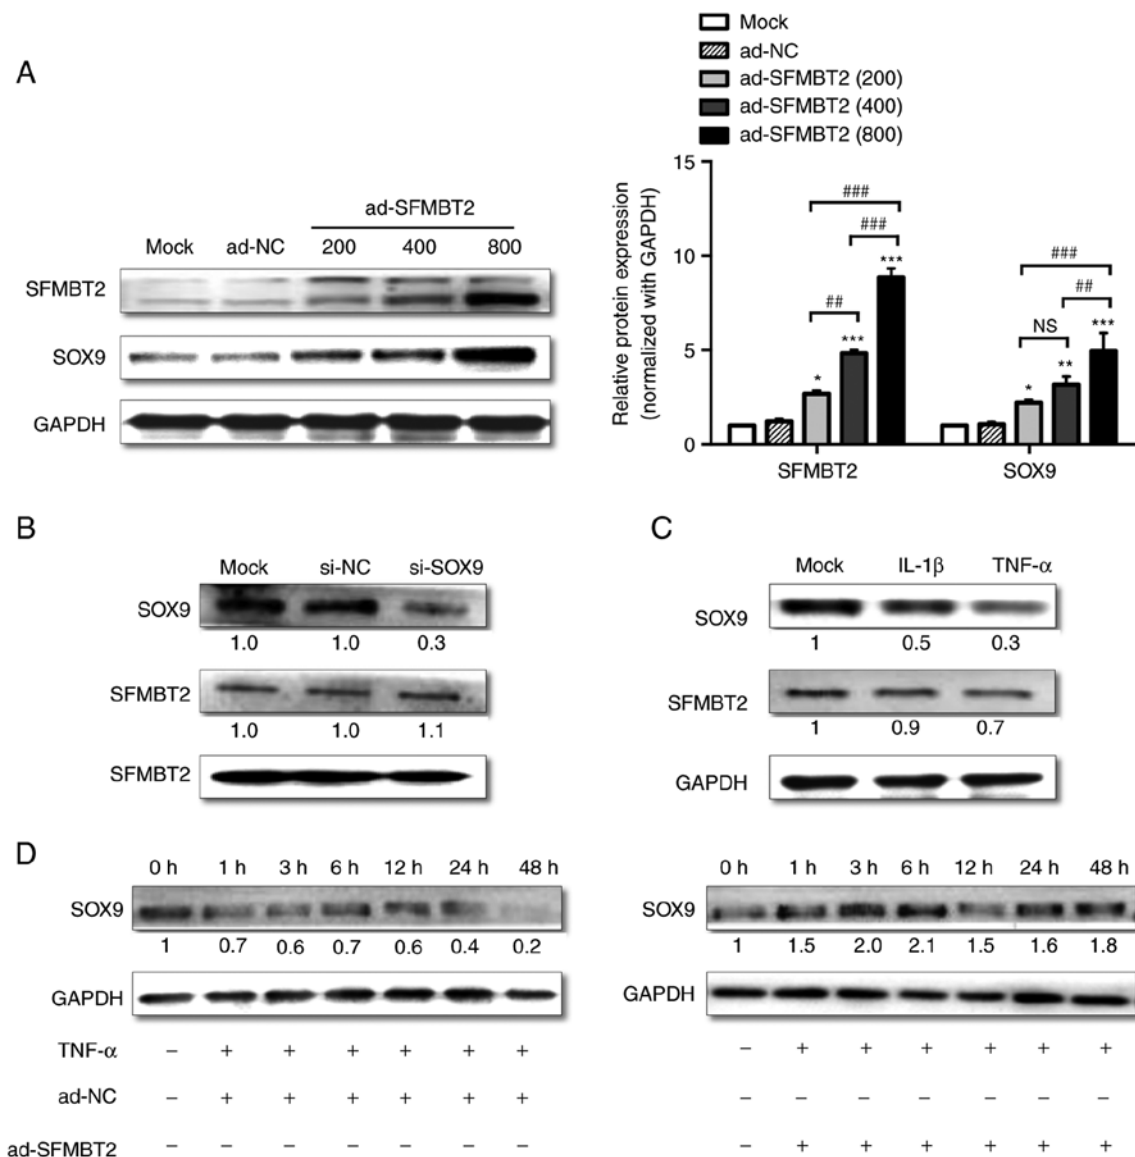 A
Mock
ad-NC
ad-SFMBT2 (200)
ad-SFMBT2 (400)
ad-SFMBT2 (800)
ad-SFMBT2
Mock ad-NC 200 400 800
SFMBT2
SOX9
GAPDH
Relative protein expression
(normalized with GAPDH)
15
10
5
0
###
###
***
##
***
*
###
##
***
NS
**
*
SFMBT2 SOX9
B
Mock si-NC si-SOX9
SOX9
1.0 1.0 0.3
SFMBT2
1.0 1.0 1.1
SFMBT2
C
Mock IL-1β TNF-α
SOX9
1 0.5 0.3
SFMBT2
1 0.9 0.7
GAPDH
D
0 h 1 h 3 h 6 h 12 h 24 h 48 h
SOX9
1 0.7 0.6 0.7 0.6 0.4 0.2
GAPDH
TNF-α − + + + + + +
ad-NC − + + + + + +
ad-SFMBT2 − − − − − − −
0 h 1 h 3 h 6 h 12 h 24 h 48 h
SOX9
1 1.5 2.0 2.1 1.5 1.6 1.8
GAPDH
− + + + + + +
− − − − − − −
− + + + + + +